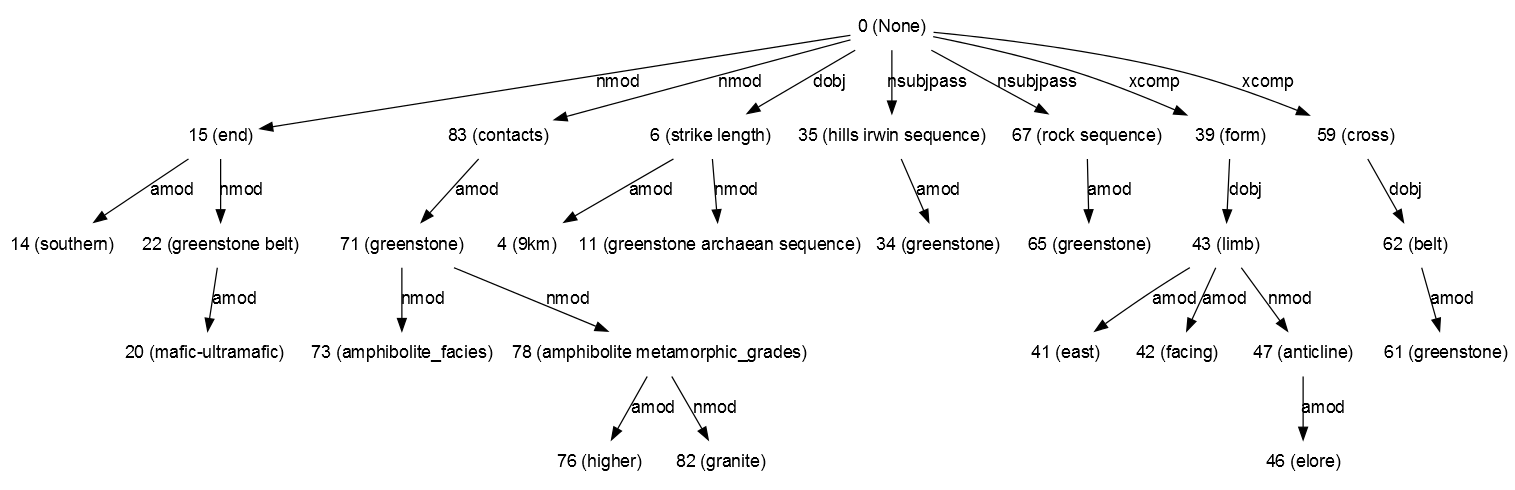 0 (None)
nmod nmod dobj nsubjpass nsubjpass xcomp xcomp
15 (end) 83 (contacts) 6 (strike length) 35 (hills irwin sequence) 67 (rock sequence) 39 (form) 59 (cross)
amod nmod amod amod nmod amod amod dobj dobj
14 (southern) 22 (greenstone belt) 71 (greenstone) 4 (9km) 11 (greenstone archaean sequence) 34 (greenstone) 65 (greenstone) 43 (limb) 62 (belt)
amod nmod nmod amod amod nmod amod
20 (mafic-ultramafic) 73 (amphibolite_facies) 78 (amphibolite metamorphic_grades) 41 (east) 42 (facing) 47 (anticline) 61 (greenstone)
amod nmod amod
76 (higher) 82 (granite) 46 (elore)